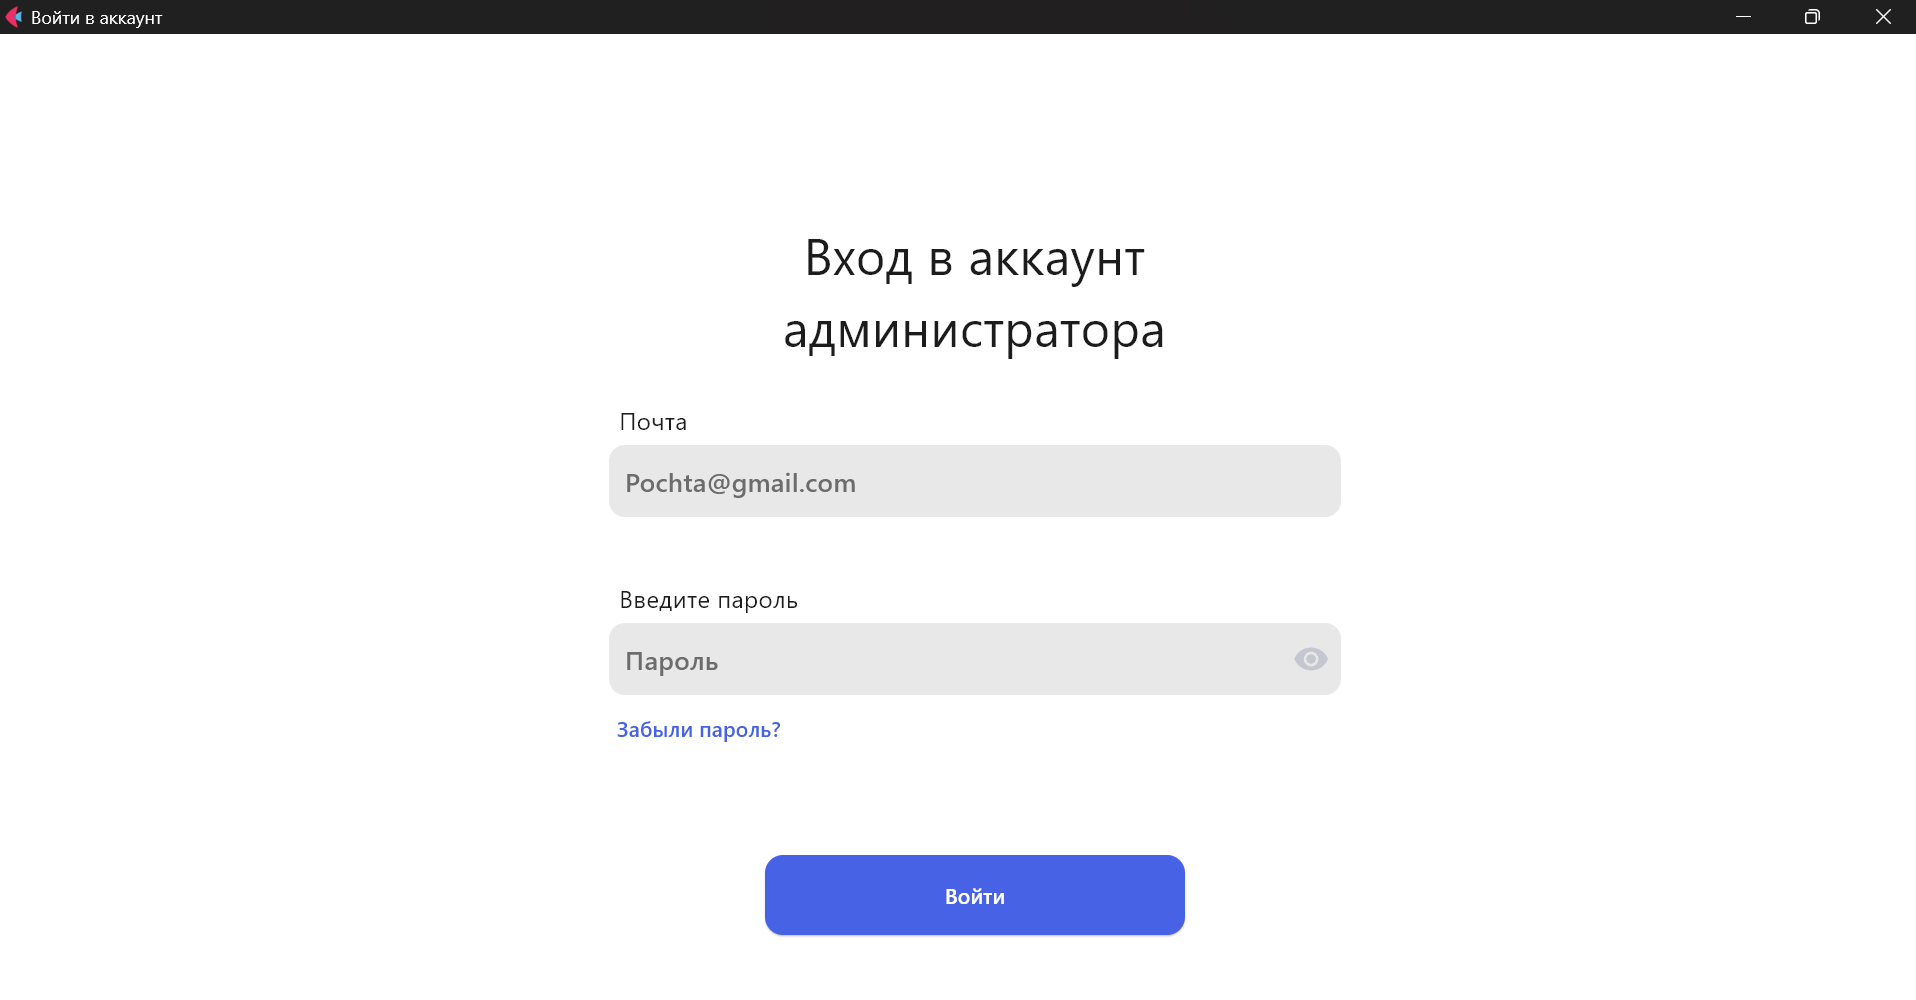 Войти в аккаунт
Вход в аккаунт
администратора
Почта
Pochta@gmail.com
Введите пароль
Пароль
Забыли пароль?
Войти